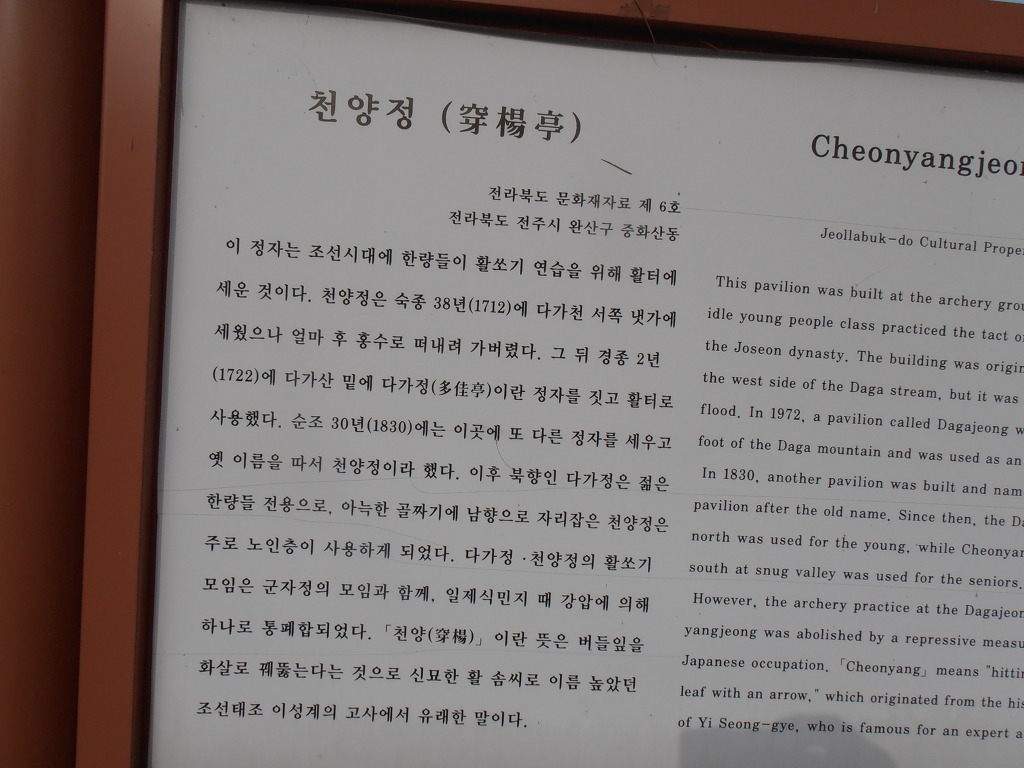 천양정 (穿楊亭)
전라북도 문화재자료 제 6호
전라북도 전주시 완산구 중화산동
이 정자는 조선시대에 한량들이 활쏘기 연습을 위해 활터에
세운 것이다. 천양정은 숙종 38년(1712)에 다가천 서쪽 냇가에
세웠으나 얼마 후 홍수로 떠내려 가버렸다. 그 뒤 경종 2년
(1722)에 다가산 밑에 다가정(多佳亭)이란 정자를 짓고 활터로
사용했다. 순조 30년(1830)에는 이곳에 또 다른 정자를 세우고
옛 이름을 따서 천양정이라 했다. 이후 북향인 다가정은 젊은
한량들 전용으로, 아늑한 골짜기에 남향으로 자리잡은 천양정은
주로 노인층이 사용하게 되었다. 다가정 · 천양정의 활쏘기
모임은 군자정의 모임과 함께, 일제식민지 때 강압에 의해
하나로 통폐합되었다. 「천양(穿楊)」이란 뜻은 버들잎을
화살로 꿰뚫는다는 것으로 신묘한 활 솜씨로 이름 높았던
조선태조 이성계의 고사에서 유래한 말이다.
Cheonyangjeon
Jeollabuk-do Cultural Proper
This pavilion was built at the archery grou
idle young people class practiced the tact o
the Joseon dynasty. The building was origin
the west side of the Daga stream, but it was
flood. In 1972, a pavilion called Dagajeong w
foot of the Daga mountain and was used as an
In 1830, another pavilion was built and nam
pavilion after the old name. Since then, the Da
north was used for the young, while Cheonyan
south at snug valley was used for the seniors.
However, the archery practice at the Dagajeon
yangjeong was abolished by a repressive measu
Japanese occupation. 「Cheonyang」 means "hittin
leaf with an arrow," which originated from the his
of Yi Seong-gye, who is famous for an expert a